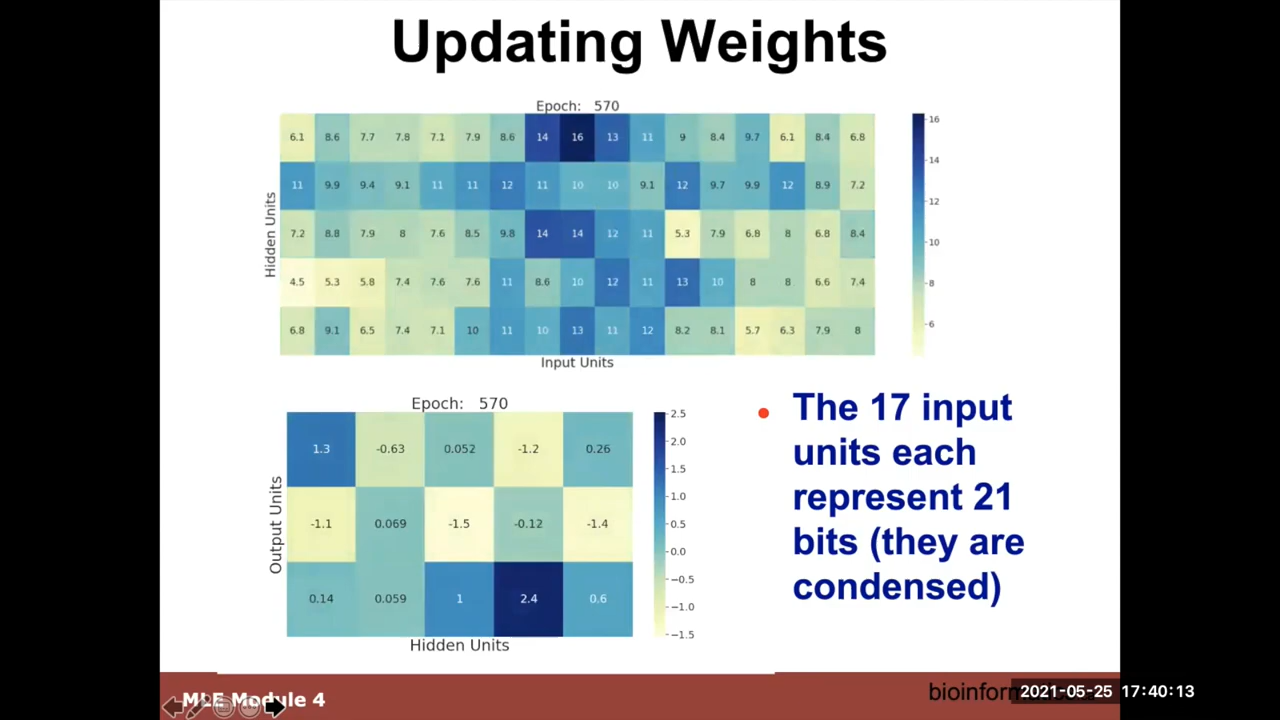 Updating Weights
Epoch: 570
6.1 8.6 7.7 7.8 7.1 7.9 8.6 14 16 13 11 9 8.4 9.7 6.1 8.4 6.8
11 9.9 9.4 9.1 11 11 12 11 10 10 9.1 12 9.7 9.9 12 8.9 7.2
7.2 8.8 7.9 8 7.6 8.5 9.8 14 14 12 11 5.3 7.9 6.8 8 6.8 8.4
4.5 5.3 5.8 7.4 7.6 7.6 11 8.6 10 12 11 13 10 8 8 6.6 7.4
6.8 9.1 6.5 7.4 7.1 10 11 10 13 11 12 8.2 8.1 5.7 6.3 7.9 8
Hidden Units
Input Units
16
14
12
10
8
6
Epoch: 570
1.3 -0.63 0.052 -1.2 0.26
-1.1 0.069 -1.5 -0.12 -1.4
0.14 0.059 1 2.4 0.6
Output Units
Hidden Units
2.5
2.0
1.5
1.0
0.5
0.0
−0.5
−1.0
−1.5
• The 17 input
units each
represent 21
bits (they are
condensed)
MLE Module 4
2021-05-25 17:40:13